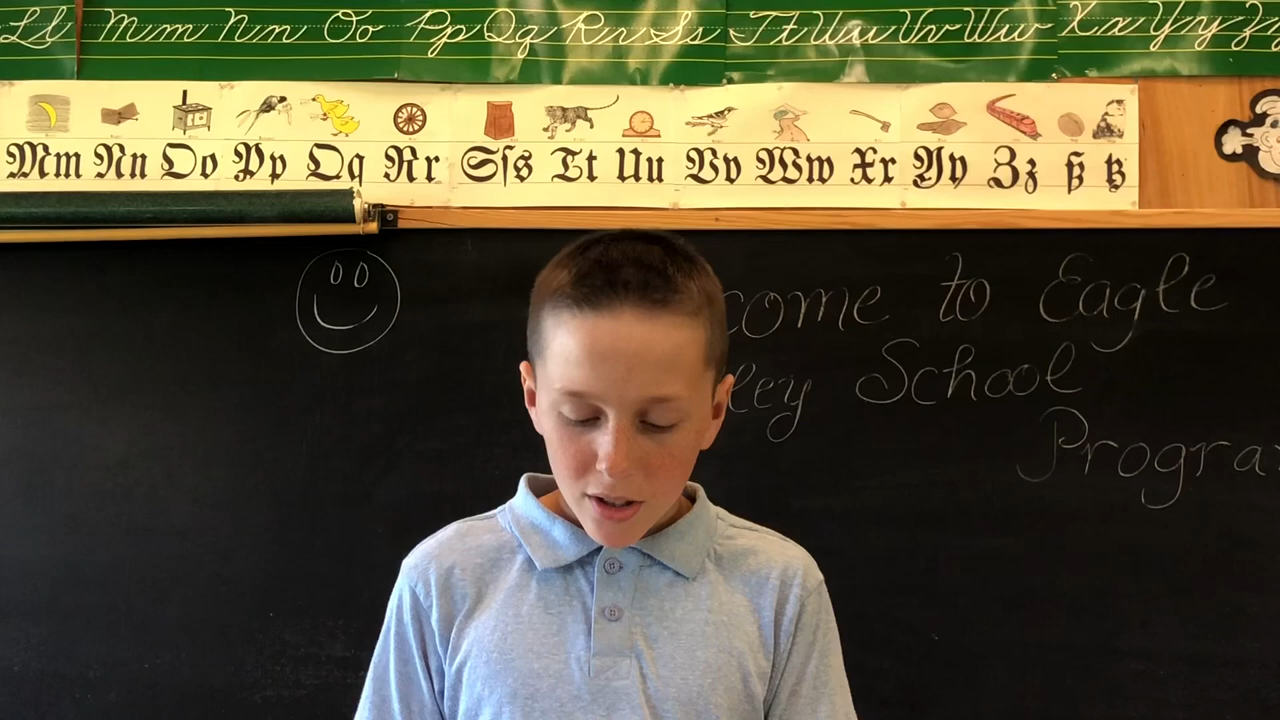 Ll Mm Nn Oo Pp Qq Rr Ss Tt Uu Vv Ww Xx Yy Zz
Mm Nn Oo Pp Qq Rr Sſs Tt Uu Vv Ww Xx Yy Zz ß tz
come to Eagle
ley School
Progra